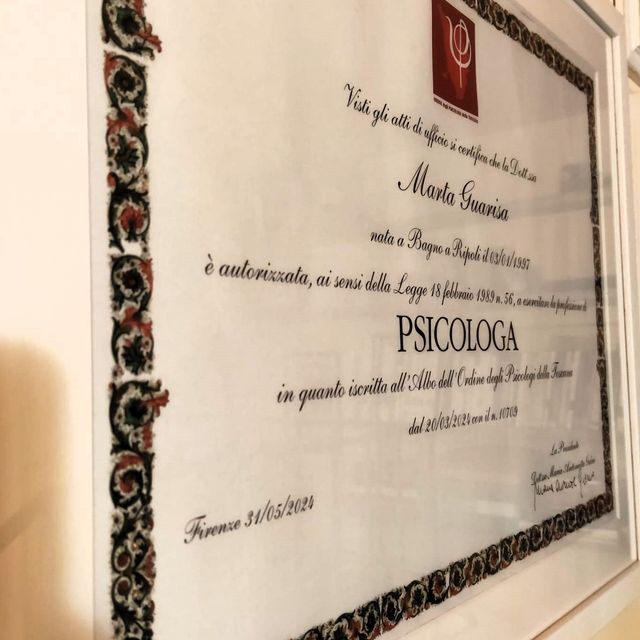 Visti gli atti di ufficio si certifica che la Dott.ssa
Marta Guarisa
nata a Bagno a Ripoli il 03/01/1997
è autorizzata, ai sensi della Legge 18 febbraio 1989 n. 56, a esercitare la professione di
PSICOLOGA
in quanto iscritta all'Albo dell'Ordine degli Psicologi della Toscana
dal 20/03/2024 con il n. 10709
La Presidente
Firenze 31/05/2024